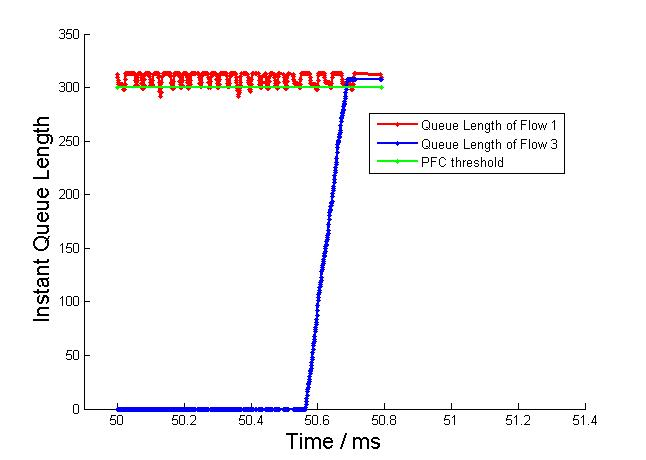 350
300
250
200
150
100
50
0
Instant Queue Length
Queue Length of Flow 1
Queue Length of Flow 3
PFC threshold
50 50.2 50.4 50.6 50.8 51 51.2 51.4
Time / ms